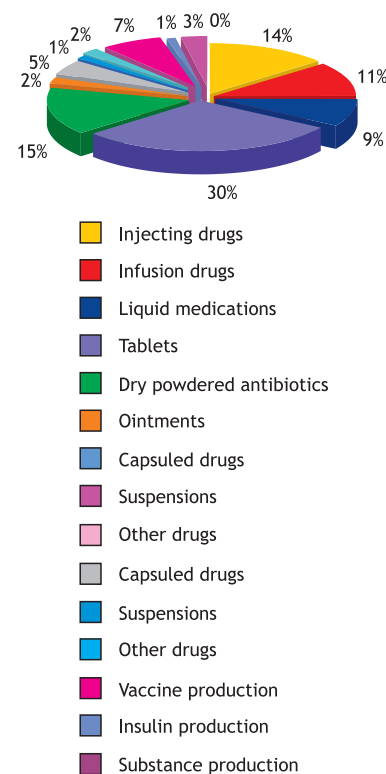 7% 1% 3% 0%
14%
2%
1%
5%
2%
11%
15%
9%
30%
Injecting drugs
Infusion drugs
Liquid medications
Tablets
Dry powdered antibiotics
Ointments
Capsuled drugs
Suspensions
Other drugs
Capsuled drugs
Suspensions
Other drugs
Vaccine production
Insulin production
Substance production